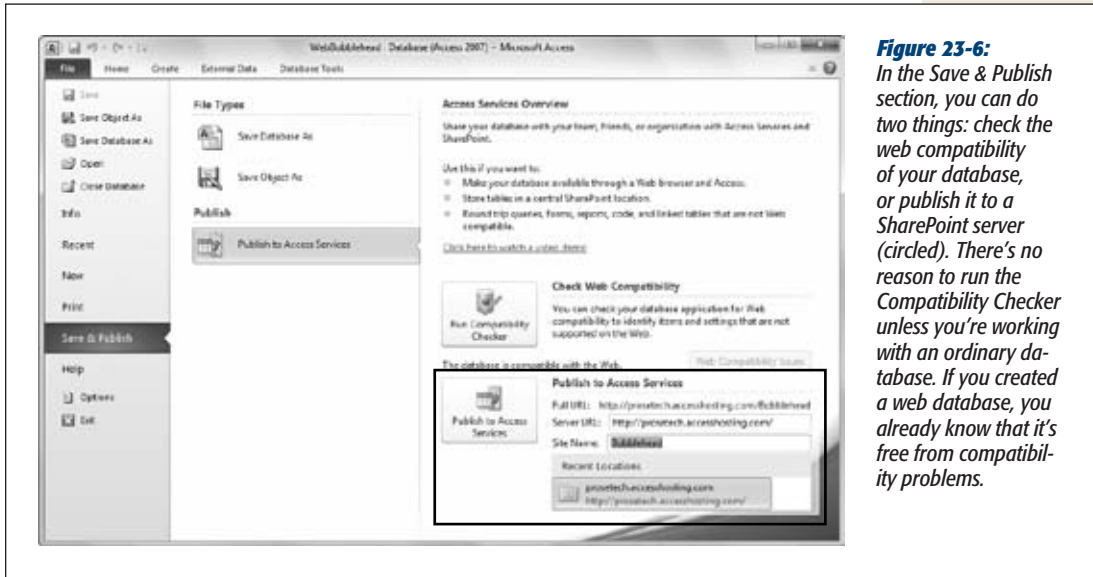 WebBubblehead : Database (Access 2007) - Microsoft Access
File Home Create External Data Database Tools
Save
Save Object As
Save Database As
Open
Close Database
Info
Recent
New
Print
Save & Publish
Help
Options
Exit
File Types
Save Database As
Save Object As
Publish
Publish to Access Services
Access Services Overview
Share your database with your team, friends, or organization with Access Services and
SharePoint.
Use this if you want to:
Make your database available through a Web browser and Access.
Store tables in a central SharePoint location.
Round trip queries, forms, reports, code, and linked tables that are not Web
compatible.
Click here to watch a video demo
Run Compatibility
Checker
Check Web Compatibility
You can check your database application for Web
compatibility to identify items and settings that are not
supported on the Web.
The database is compatible with the Web.
Web Compatibility Issues
Publish to Access
Services
Publish to Access Services
Full URL: http://prosetech.accesshosting.com/Bubblehead
Server URL: http://prosetech.accesshosting.com/
Site Name: Bubblehead
Recent Locations
prosetech.accesshosting.com
http://prosetech.accesshosting.com/
Figure 23-6:
In the Save & Publish
section, you can do
two things: check the
web compatibility
of your database,
or publish it to a
SharePoint server
(circled). There's no
reason to run the
Compatibility Checker
unless you're working
with an ordinary da-
tabase. If you created
a web database, you
already know that it's
free from compatibil-
ity problems.